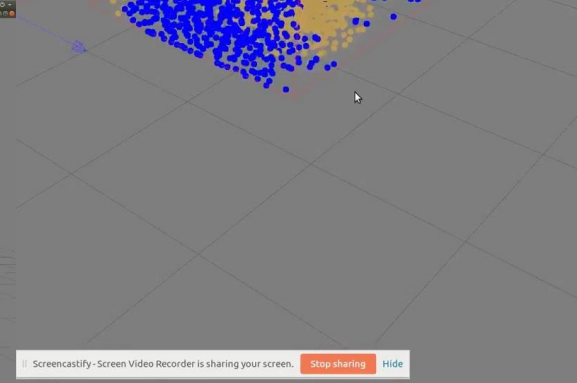 Screencastify - Screen Video Recorder is sharing your screen.
Stop sharing
Hide